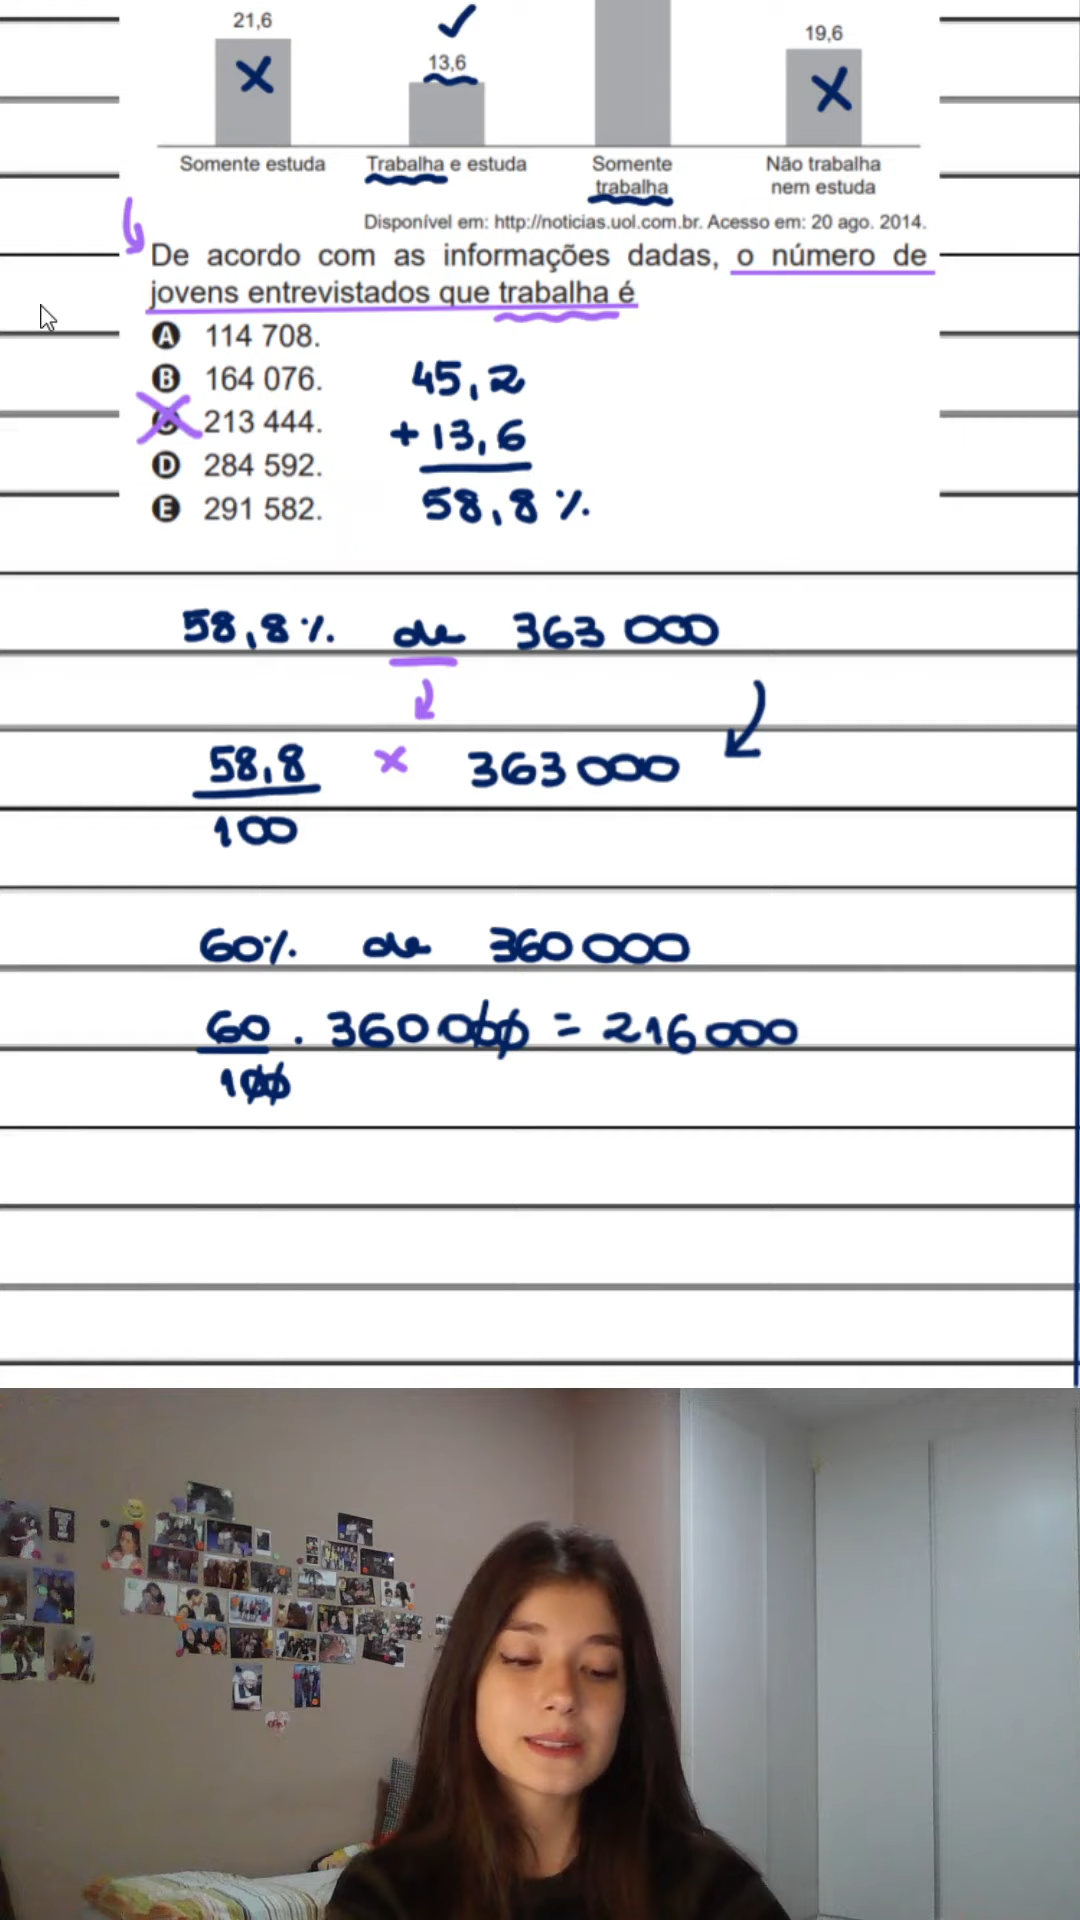 21,6
13,6
19,6
Somente estuda
Trabalha e estuda
Somente trabalha
Não trabalha nem estuda
Disponível em: http://noticias.uol.com.br. Acesso em: 20 ago. 2014.
De acordo com as informações dadas, o número de
jovens entrevistados que trabalha é
A 114 708.
B 164 076.
C 213 444.
D 284 592.
E 291 582.
45,2
+ 13,6
58,8 %
58,8% de 363 000
58,8 x 363 000
100
60% de 360 000
60 . 360 000 = 216 000
100